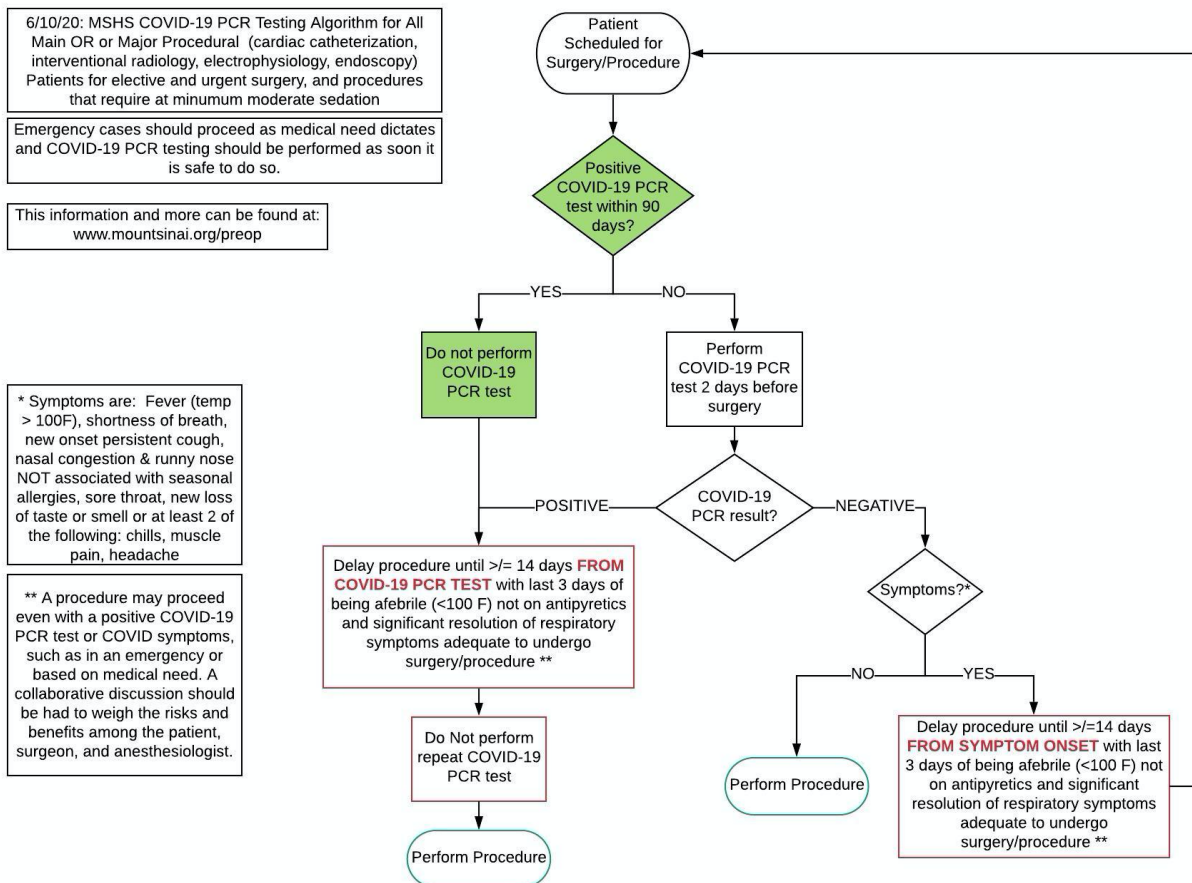 6/10/20: MSHS COVID-19 PCR Testing Algorithm for All
Main OR or Major Procedural (cardiac catheterization,
interventional radiology, electrophysiology, endoscopy)
Patients for elective and urgent surgery, and procedures
that require at minumum moderate sedation
Emergency cases should proceed as medical need dictates
and COVID-19 PCR testing should be performed as soon it
is safe to do so.
This information and more can be found at:
www.mountsinai.org/preop
Patient
Scheduled for
Surgery/Procedure
Positive
COVID-19 PCR
test within 90
days?
YES
NO
Do not perform
COVID-19
PCR test
Perform
COVID-19 PCR
test 2 days before
surgery
* Symptoms are: Fever (temp
> 100F), shortness of breath,
new onset persistent cough,
nasal congestion & runny nose
NOT associated with seasonal
allergies, sore throat, new loss
of taste or smell or at least 2 of
the following: chills, muscle
pain, headache
POSITIVE
COVID-19
PCR result?
NEGATIVE
Delay procedure until >/= 14 days FROM
COVID-19 PCR TEST with last 3 days of
being afebrile (<100 F) not on antipyretics
and significant resolution of respiratory
symptoms adequate to undergo
surgery/procedure **
Symptoms?*
** A procedure may proceed
even with a positive COVID-19
PCR test or COVID symptoms,
such as in an emergency or
based on medical need. A
collaborative discussion should
be had to weigh the risks and
benefits among the patient,
surgeon, and anesthesiologist.
NO
YES
Do Not perform
repeat COVID-19
PCR test
Perform Procedure
Delay procedure until >/=14 days
FROM SYMPTOM ONSET with last
3 days of being afebrile (<100 F) not
on antipyretics and significant
resolution of respiratory symptoms
adequate to undergo
surgery/procedure **
Perform Procedure